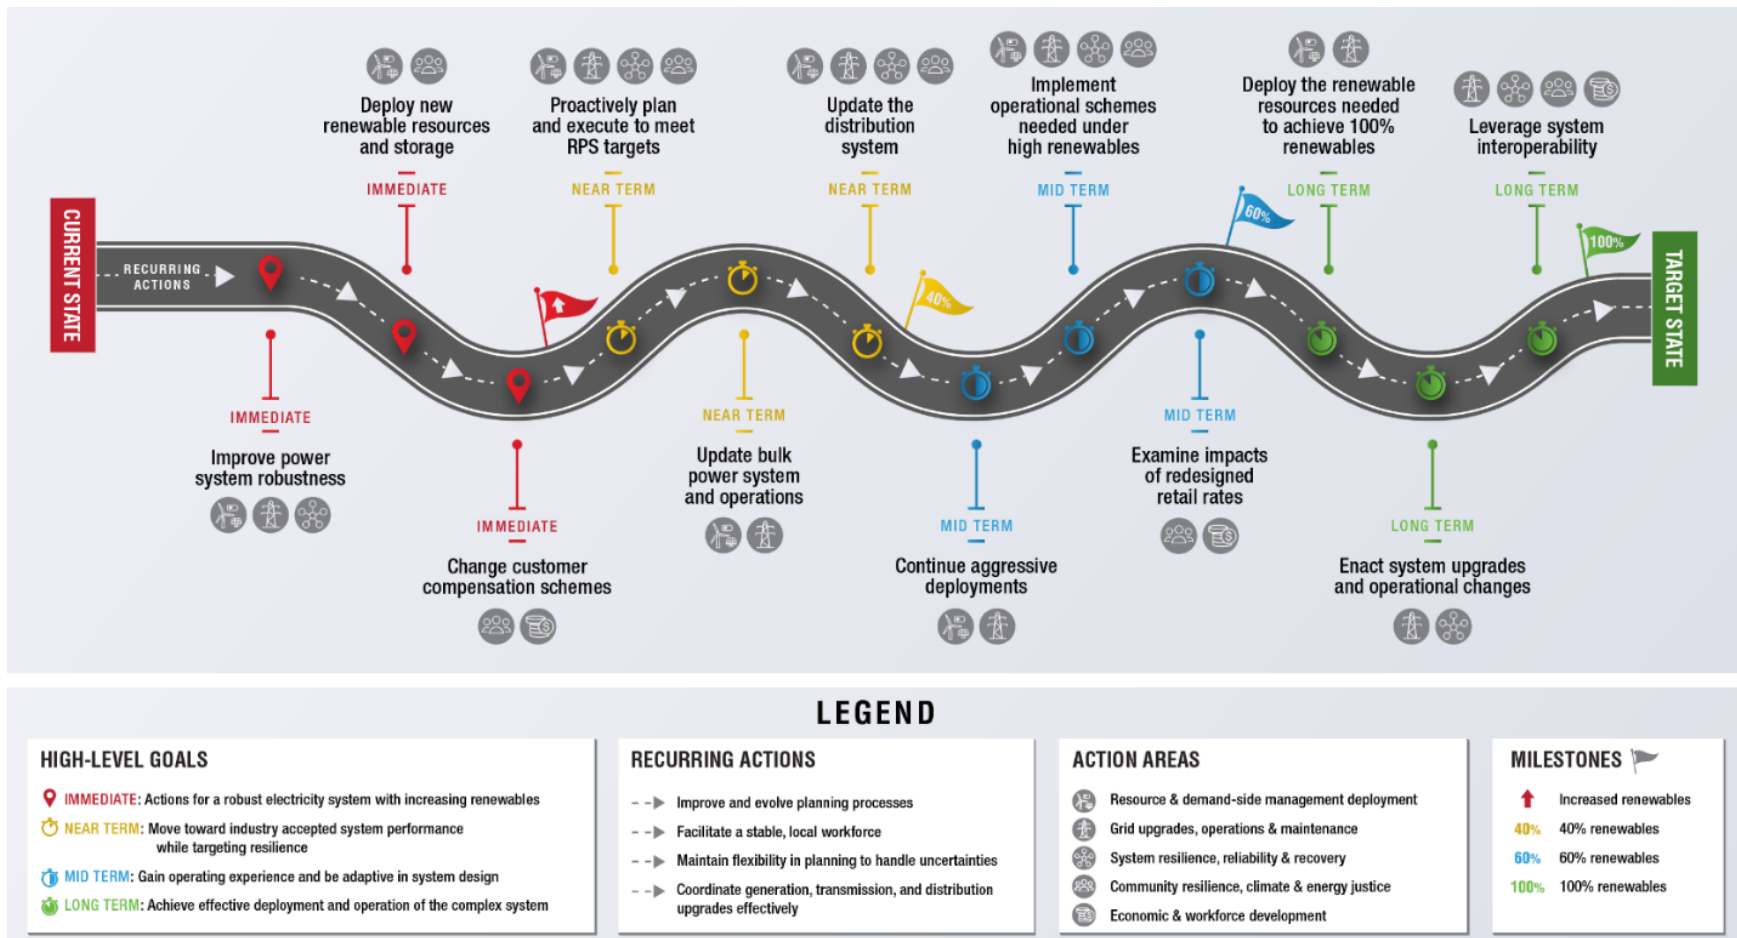 Deploy new
renewable resources
and storage
IMMEDIATE
Proactively plan
and execute to meet
RPS targets
NEAR TERM
Update the
distribution
system
NEAR TERM
Implement
operational schemes
needed under
high renewables
MID TERM
Deploy the renewable
resources needed
to achieve 100%
renewables
LONG TERM
Leverage system
interoperability
LONG TERM
CURRENT STATE
RECURRING
ACTIONS
40%
60%
100%
TARGET STATE
IMMEDIATE
Improve power
system robustness
IMMEDIATE
Change customer
compensation schemes
NEAR TERM
Update bulk
power system
and operations
MID TERM
Continue aggressive
deployments
MID TERM
Examine impacts
of redesigned
retail rates
LONG TERM
Enact system upgrades
and operational changes
LEGEND
HIGH-LEVEL GOALS
IMMEDIATE: Actions for a robust electricity system with increasing renewables
NEAR TERM: Move toward industry accepted system performance
while targeting resilience
MID TERM: Gain operating experience and be adaptive in system design
LONG TERM: Achieve effective deployment and operation of the complex system
RECURRING ACTIONS
Improve and evolve planning processes
Facilitate a stable, local workforce
Maintain flexibility in planning to handle uncertainties
Coordinate generation, transmission, and distribution
upgrades effectively
ACTION AREAS
Resource & demand-side management deployment
Grid upgrades, operations & maintenance
System resilience, reliability & recovery
Community resilience, climate & energy justice
Economic & workforce development
MILESTONES
Increased renewables
40% 40% renewables
60% 60% renewables
100% 100% renewables